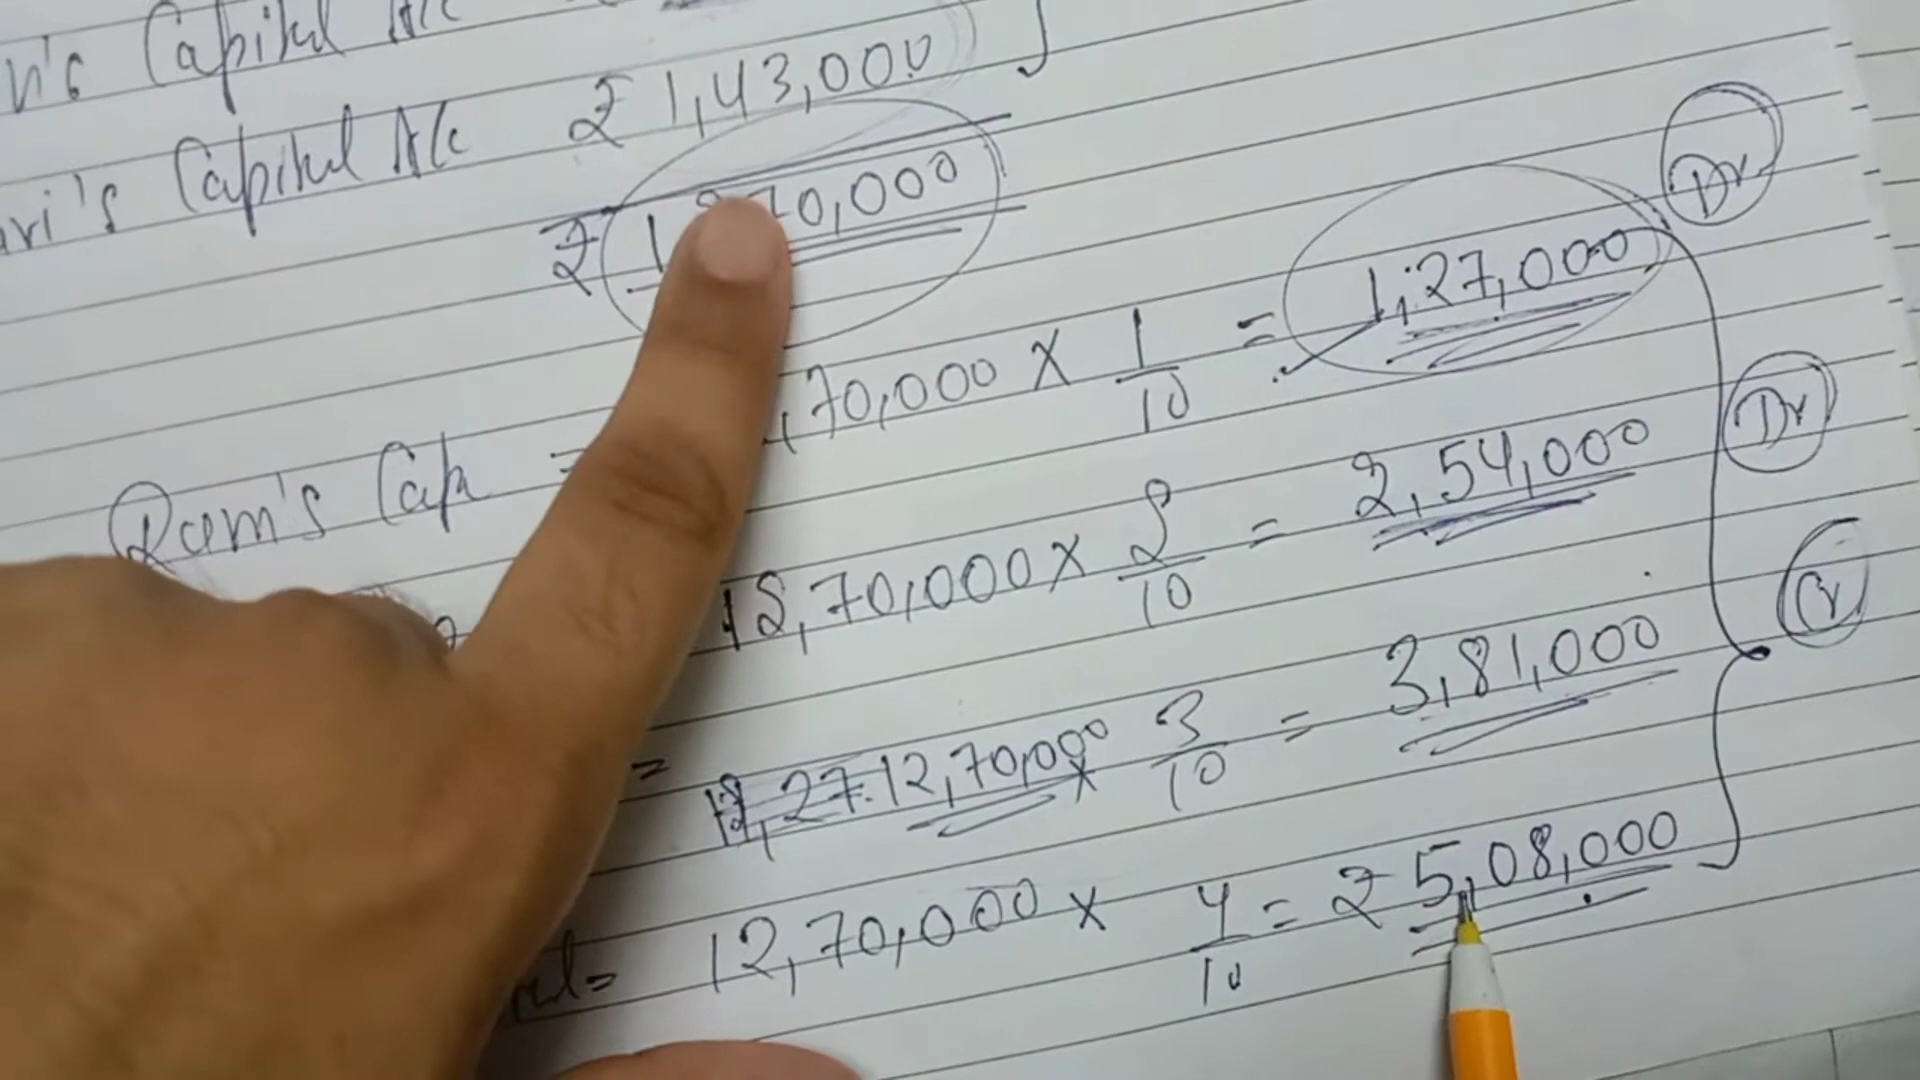 n's Capital A/c
ri's Capital A/c ₹ 1,43,000
₹ 70,000
Dr
70,000 × 1/10 = 1,27,000
Ram's Cap =
Dr
12,70,000 × 2/10 = 2,54,000
Cr
= 12,70,000 × 3/10 = 3,81,000
= 12,70,000 × 4/10 = ₹ 5,08,000